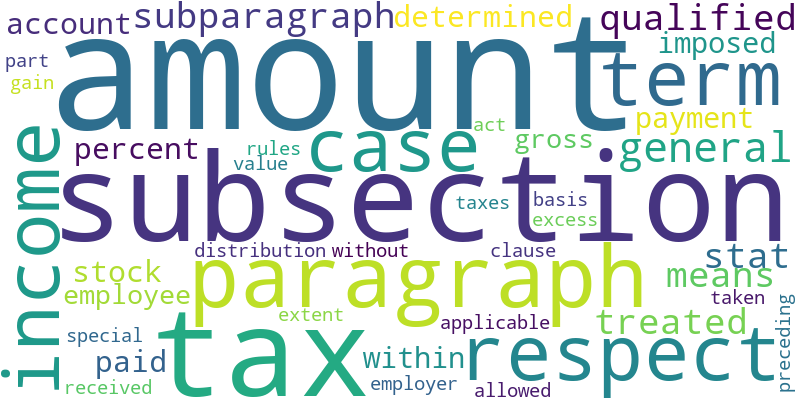 account
subparagraph
determined
qualified
part
gain
amount
imposed
term
percent
rules
value
case
act
gross
payment
general
income
subsection
taxes
basis
excess
distribution
without
clause
stat
stock
employee
paragraph
means
taken
preceding
extent
applicable
treated
special
paid
received
tax
within
employer
respect
allowed